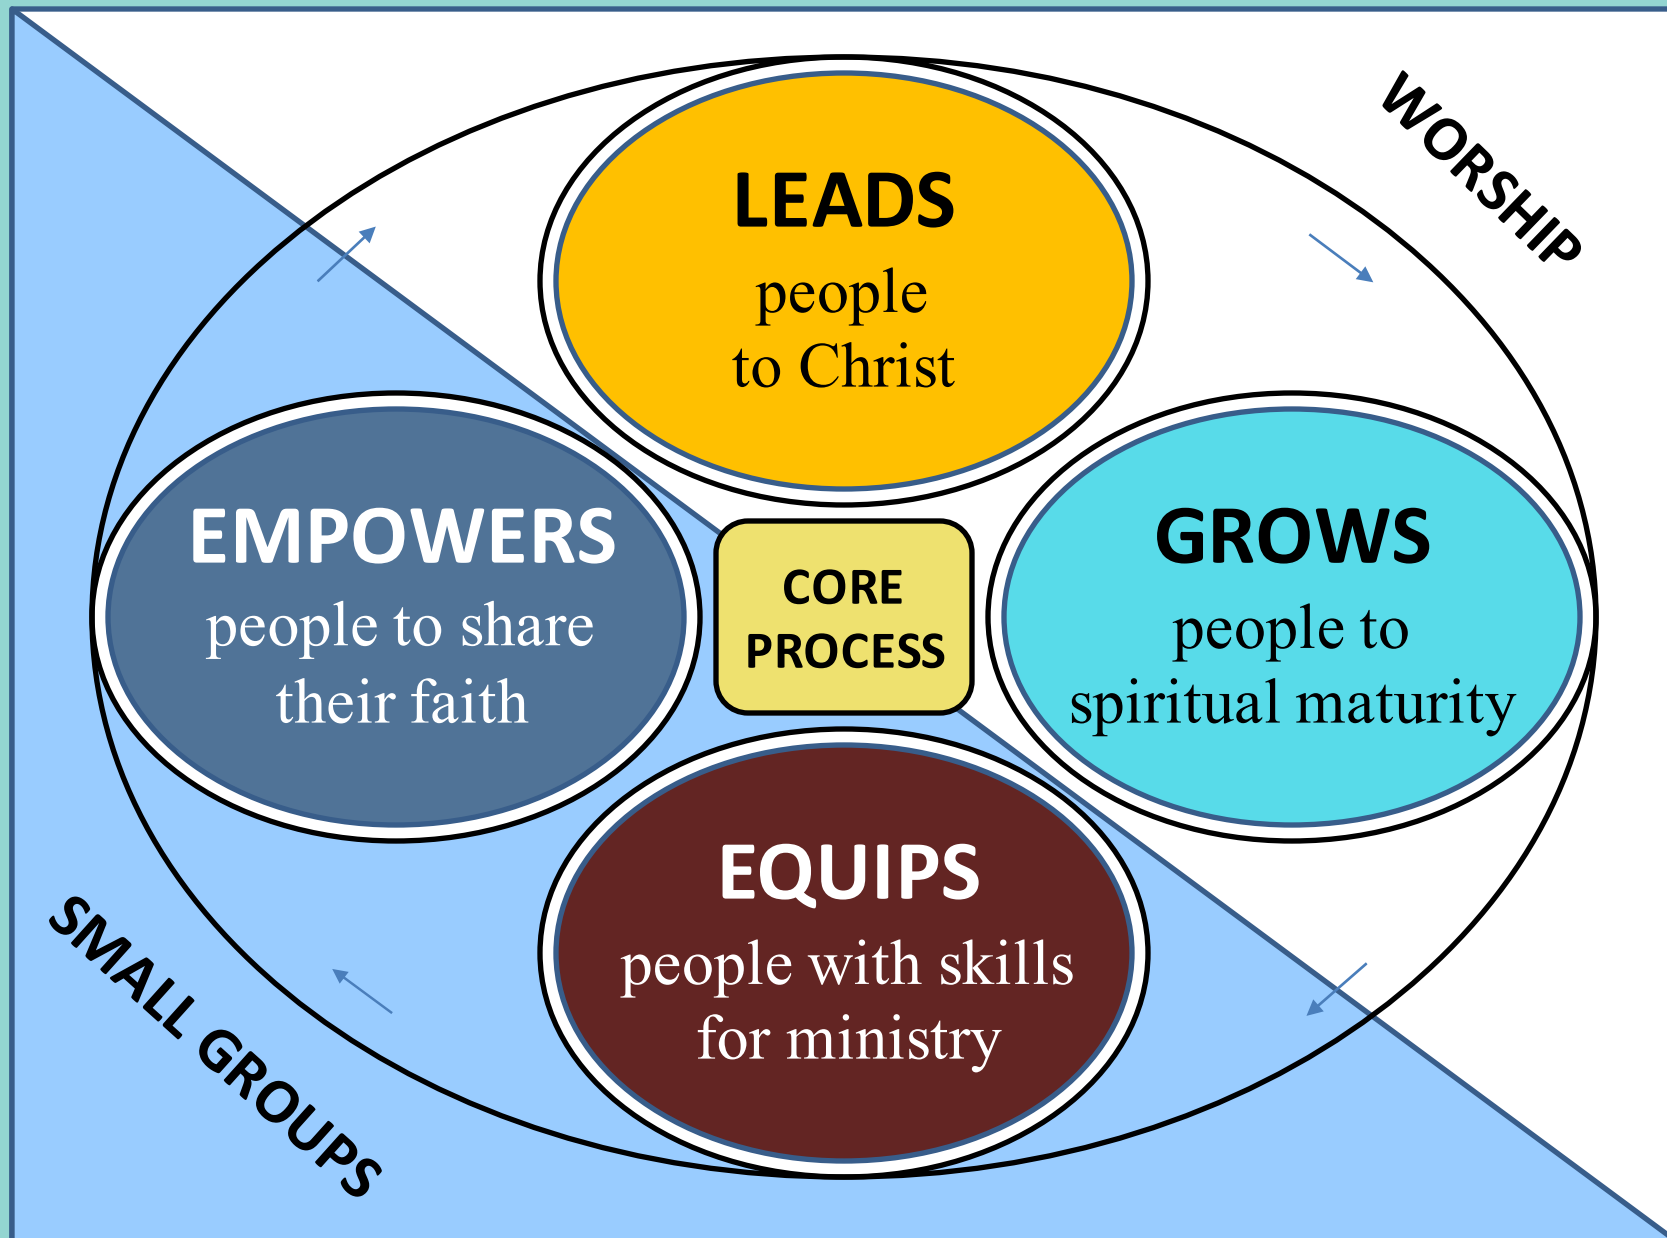 WORSHIP
LEADS
people
to Christ
EMPOWERS
people to share
their faith
CORE
PROCESS
GROWS
people to
spiritual maturity
EQUIPS
people with skills
for ministry
SMALL GROUPS